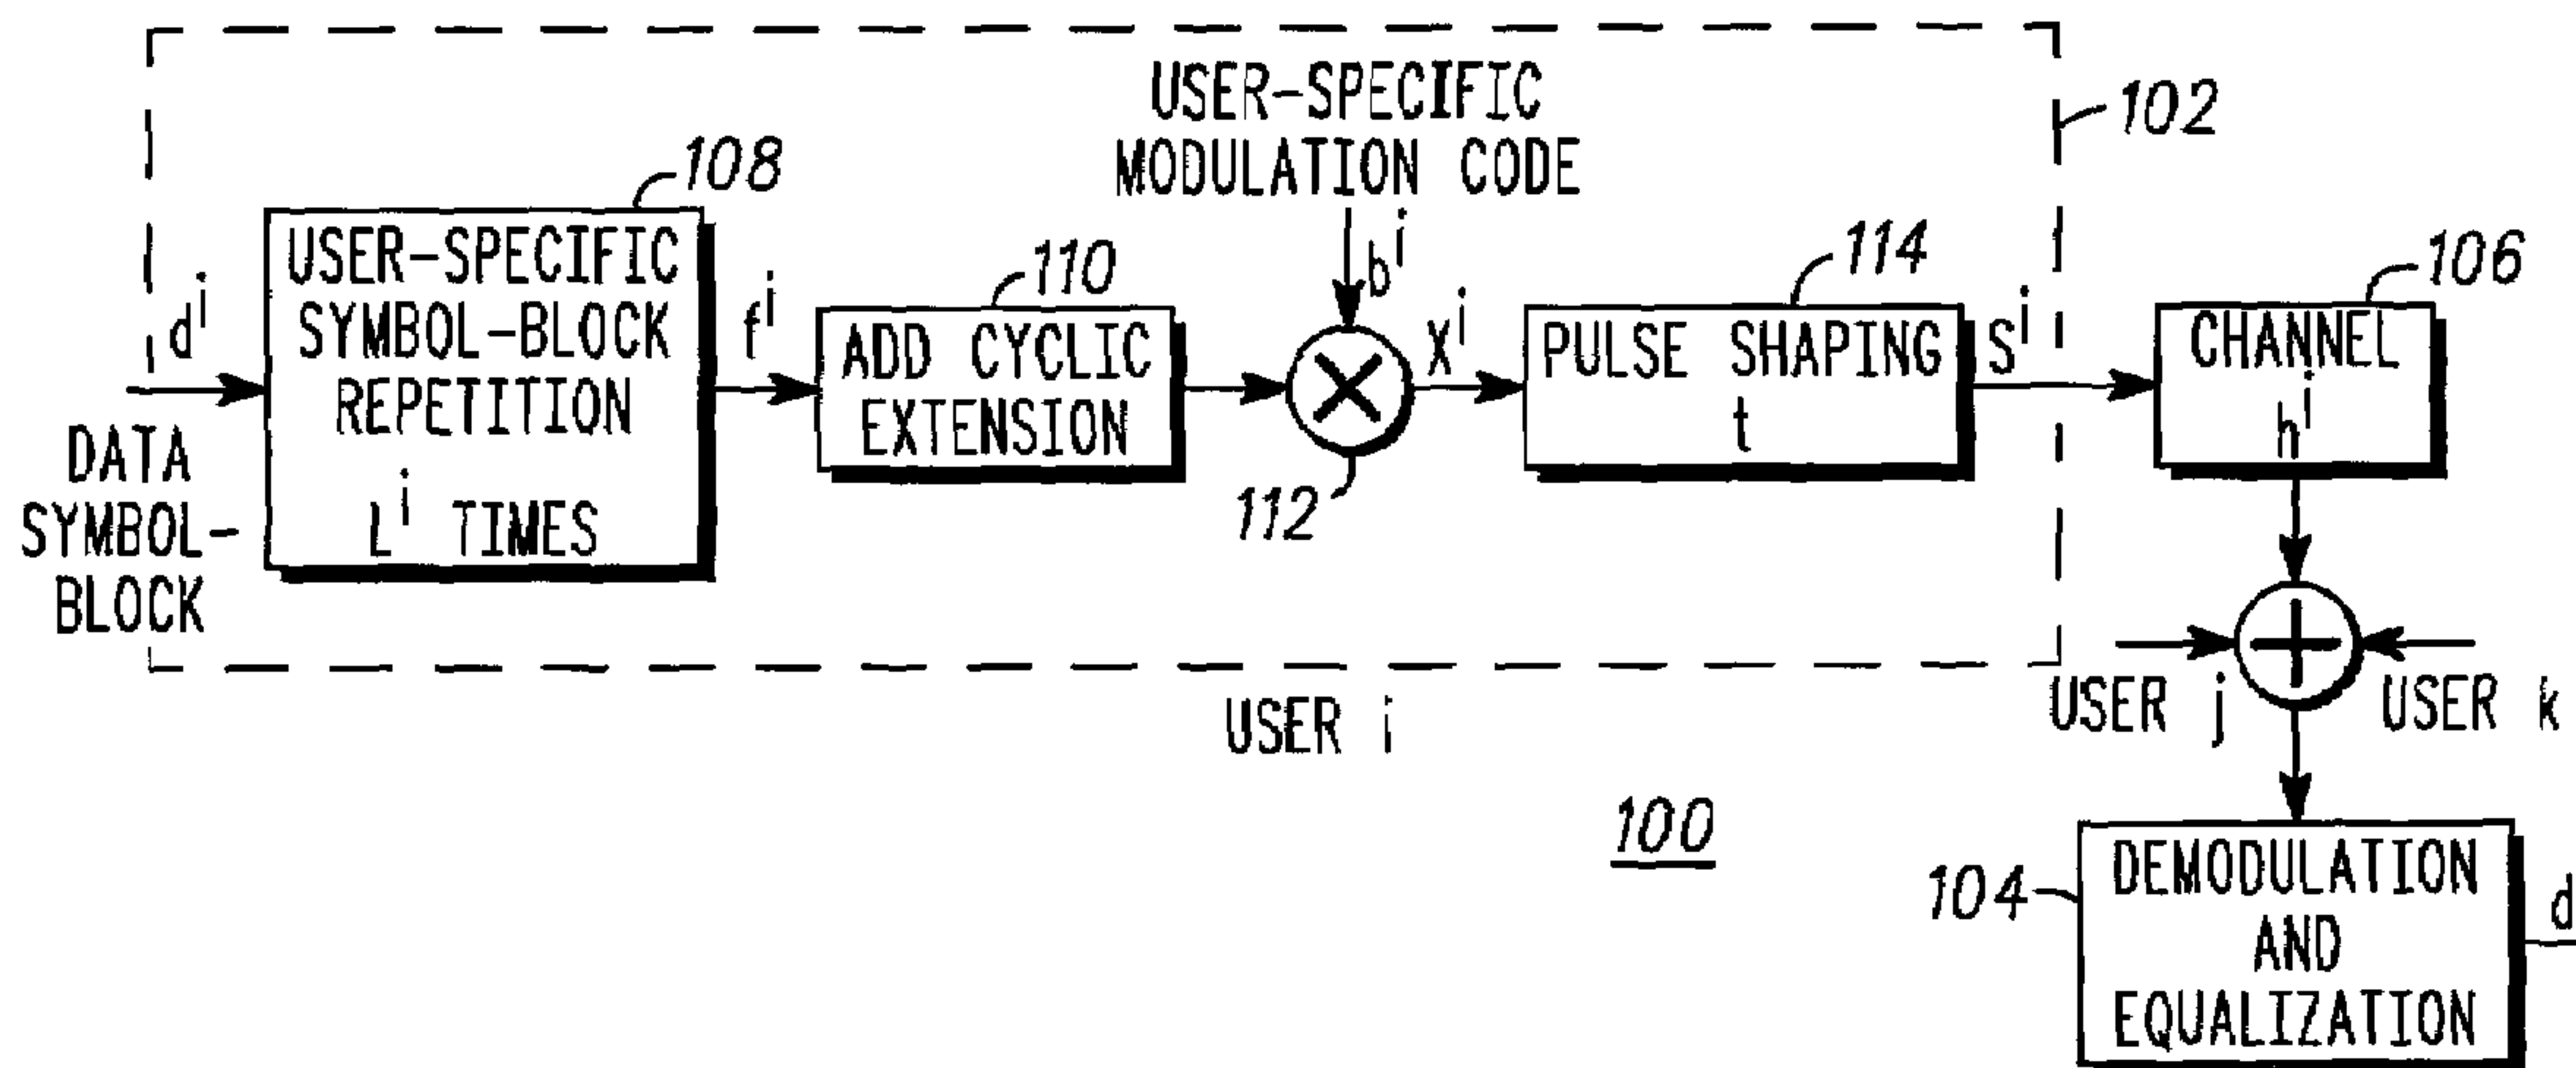 USER-SPECIFIC
MODULATION CODE
102
108
USER-SPECIFIC
SYMBOL-BLOCK
REPETITION
L^i TIMES
d^i
DATA
SYMBOL-
BLOCK
f^i
110
ADD CYCLIC
EXTENSION
b^i
112
X^i
114
PULSE SHAPING
t
S^i
106
CHANNEL
h^i
USER j
USER k
USER i
100
104
DEMODULATION
AND
EQUALIZATION
d